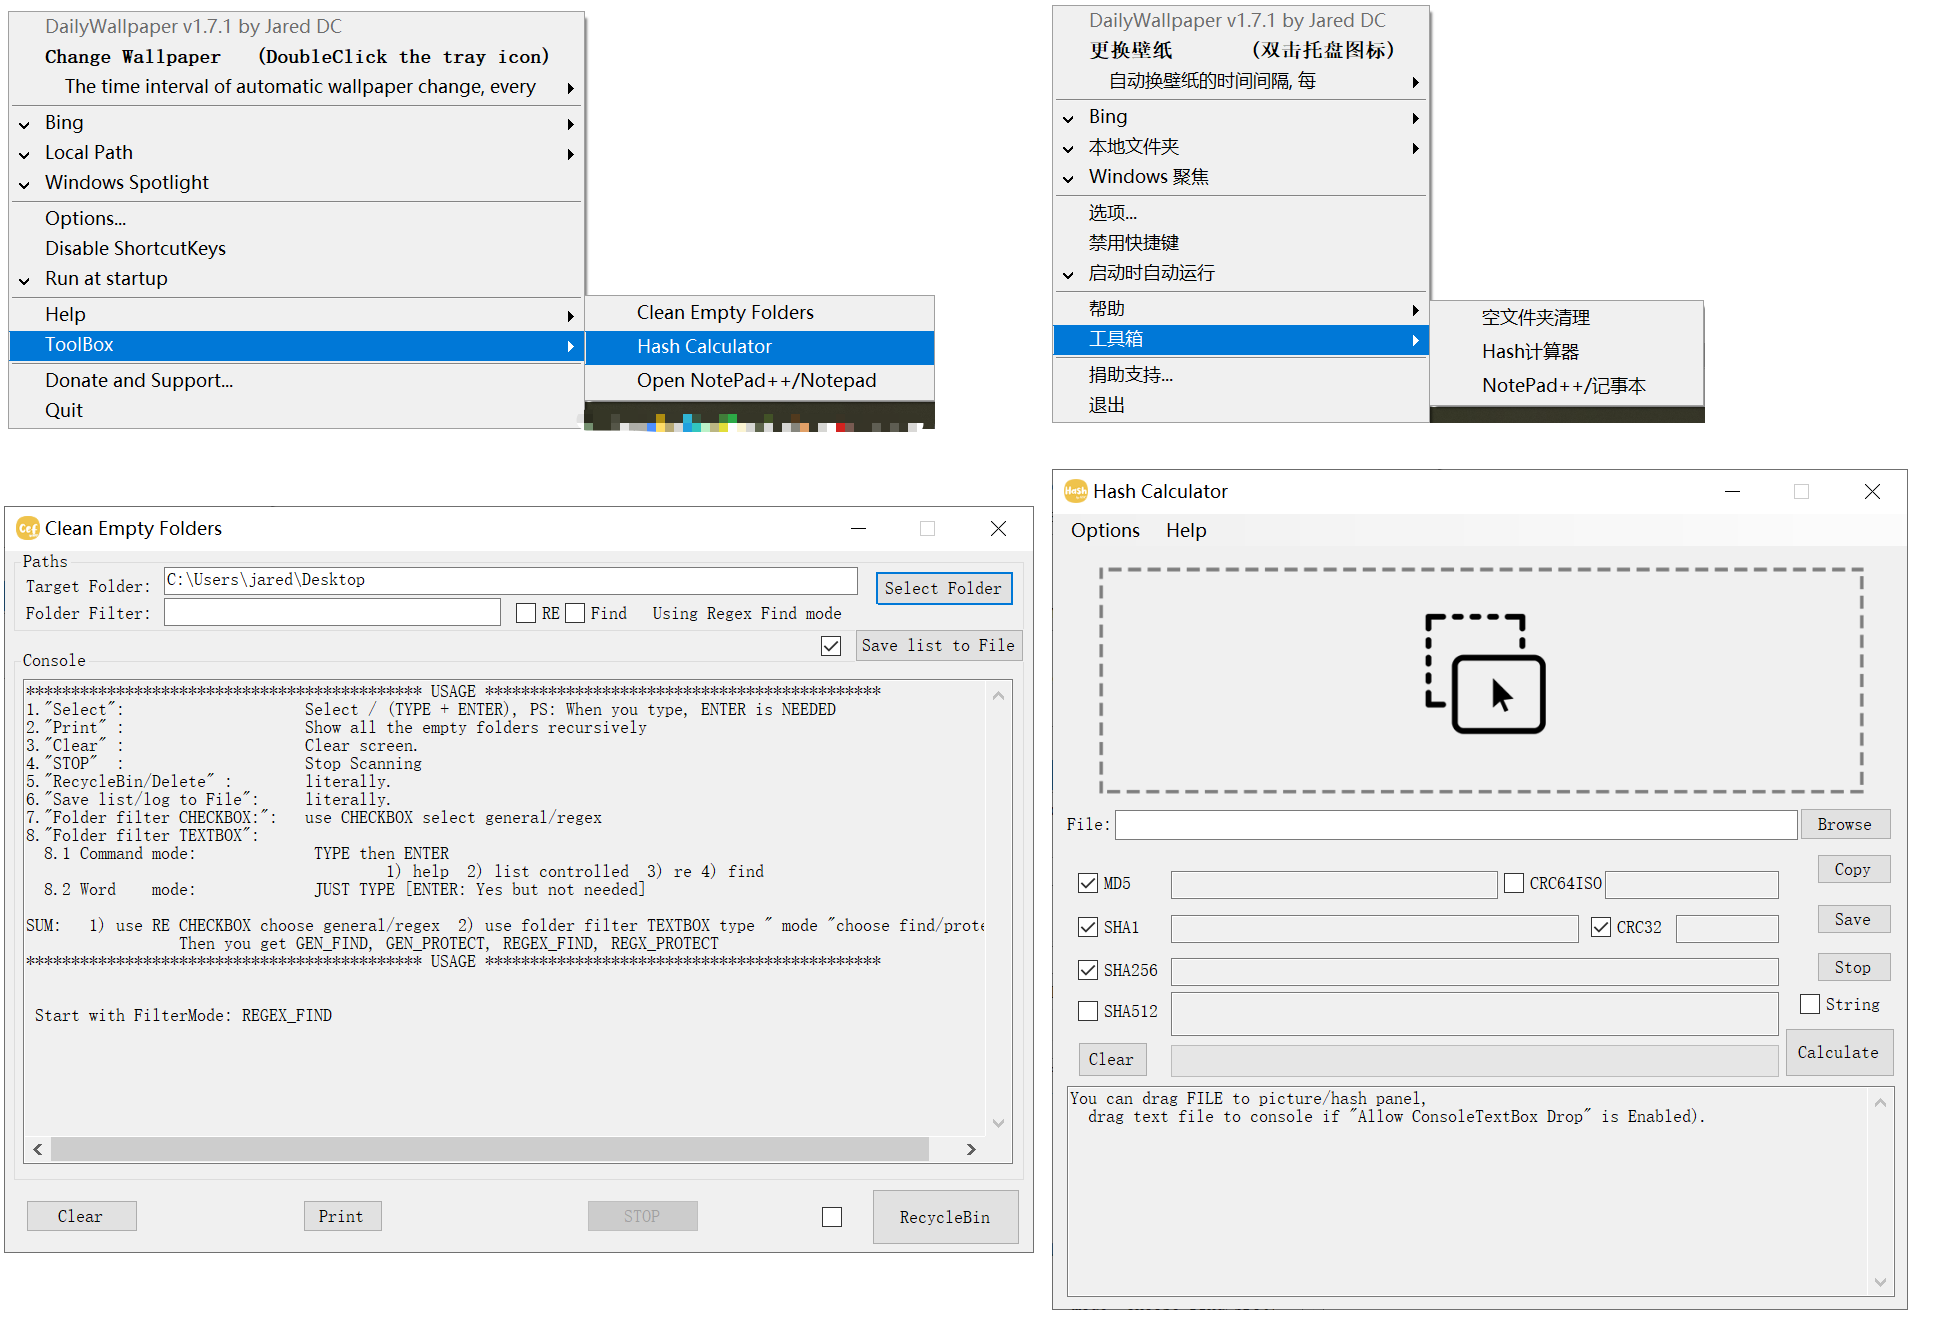 DailyWallpaper v1.7.1 by Jared DC
Change Wallpaper (DoubleClick the tray icon)
The time interval of automatic wallpaper change, every
Bing
Local Path
Windows Spotlight
Options...
Disable ShortcutKeys
Run at startup
Help
ToolBox
Donate and Support...
Quit
Clean Empty Folders
Hash Calculator
Open NotePad++/Notepad
DailyWallpaper v1.7.1 by Jared DC
更换壁纸 (双击托盘图标)
自动换壁纸的时间间隔, 每
Bing
本地文件夹
Windows 聚焦
选项...
禁用快捷键
启动时自动运行
帮助
工具箱
捐助支持...
退出
空文件夹清理
Hash计算器
NotePad++/记事本
Cef Clean Empty Folders
Paths
Target Folder: C:\Users\jared\Desktop Select Folder
Folder Filter: RE Find Using Regex Find mode
Save list to File
Console
******************************************** USAGE ********************************************
1."Select": Select / (TYPE + ENTER), PS: When you type, ENTER is NEEDED
2."Print" : Show all the empty folders recursively
3."Clear" : Clear screen.
4."STOP" : Stop Scanning
5."RecycleBin/Delete" : literally.
6."Save list/log to File": literally.
7."Folder filter CHECKBOX:": use CHECKBOX select general/regex
8."Folder filter TEXTBOX":
8.1 Command mode: TYPE then ENTER
1) help 2) list controlled 3) re 4) find
8.2 Word mode: JUST TYPE [ENTER: Yes but not needed]
SUM: 1) use RE CHECKBOX choose general/regex 2) use folder filter TEXTBOX type " mode "choose find/prote
Then you get GEN_FIND, GEN_PROTECT, REGEX_FIND, REGX_PROTECT
******************************************** USAGE ********************************************
Start with FilterMode: REGEX_FIND
Clear Print STOP RecycleBin
Hash Hash Calculator
Options Help
File: Browse
MD5 CRC64ISO Copy
SHA1 CRC32 Save
SHA256 Stop
SHA512 String
Clear Calculate
You can drag FILE to picture/hash panel,
drag text file to console if "Allow ConsoleTextBox Drop" is Enabled).